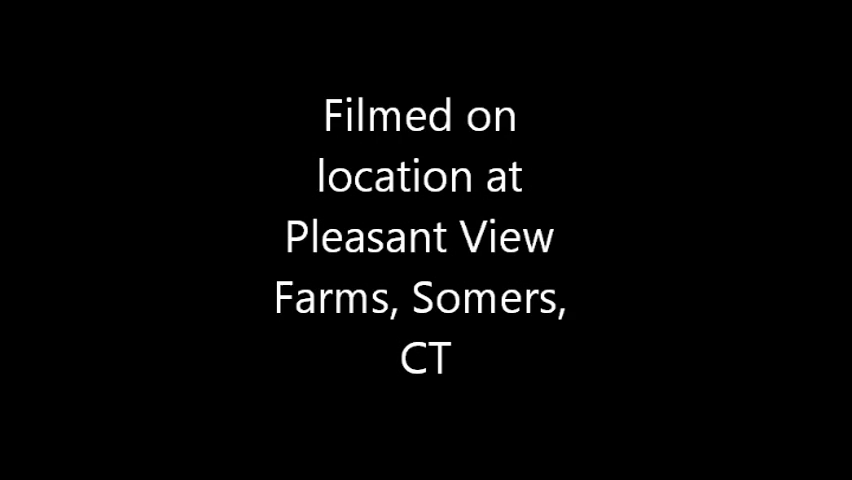 Filmed on
location at
Pleasant View
Farms, Somers,
CT